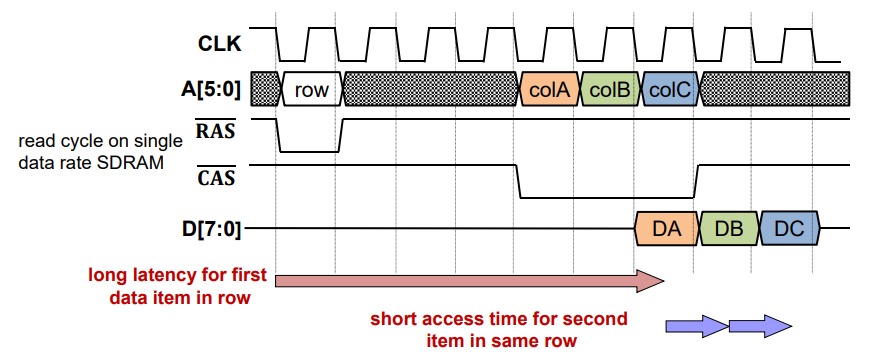 CLK
A[5:0] row colA colB colC
RAS
read cycle on single
data rate SDRAM
CAS
D[7:0] DA DB DC
long latency for first
data item in row
short access time for second
item in same row